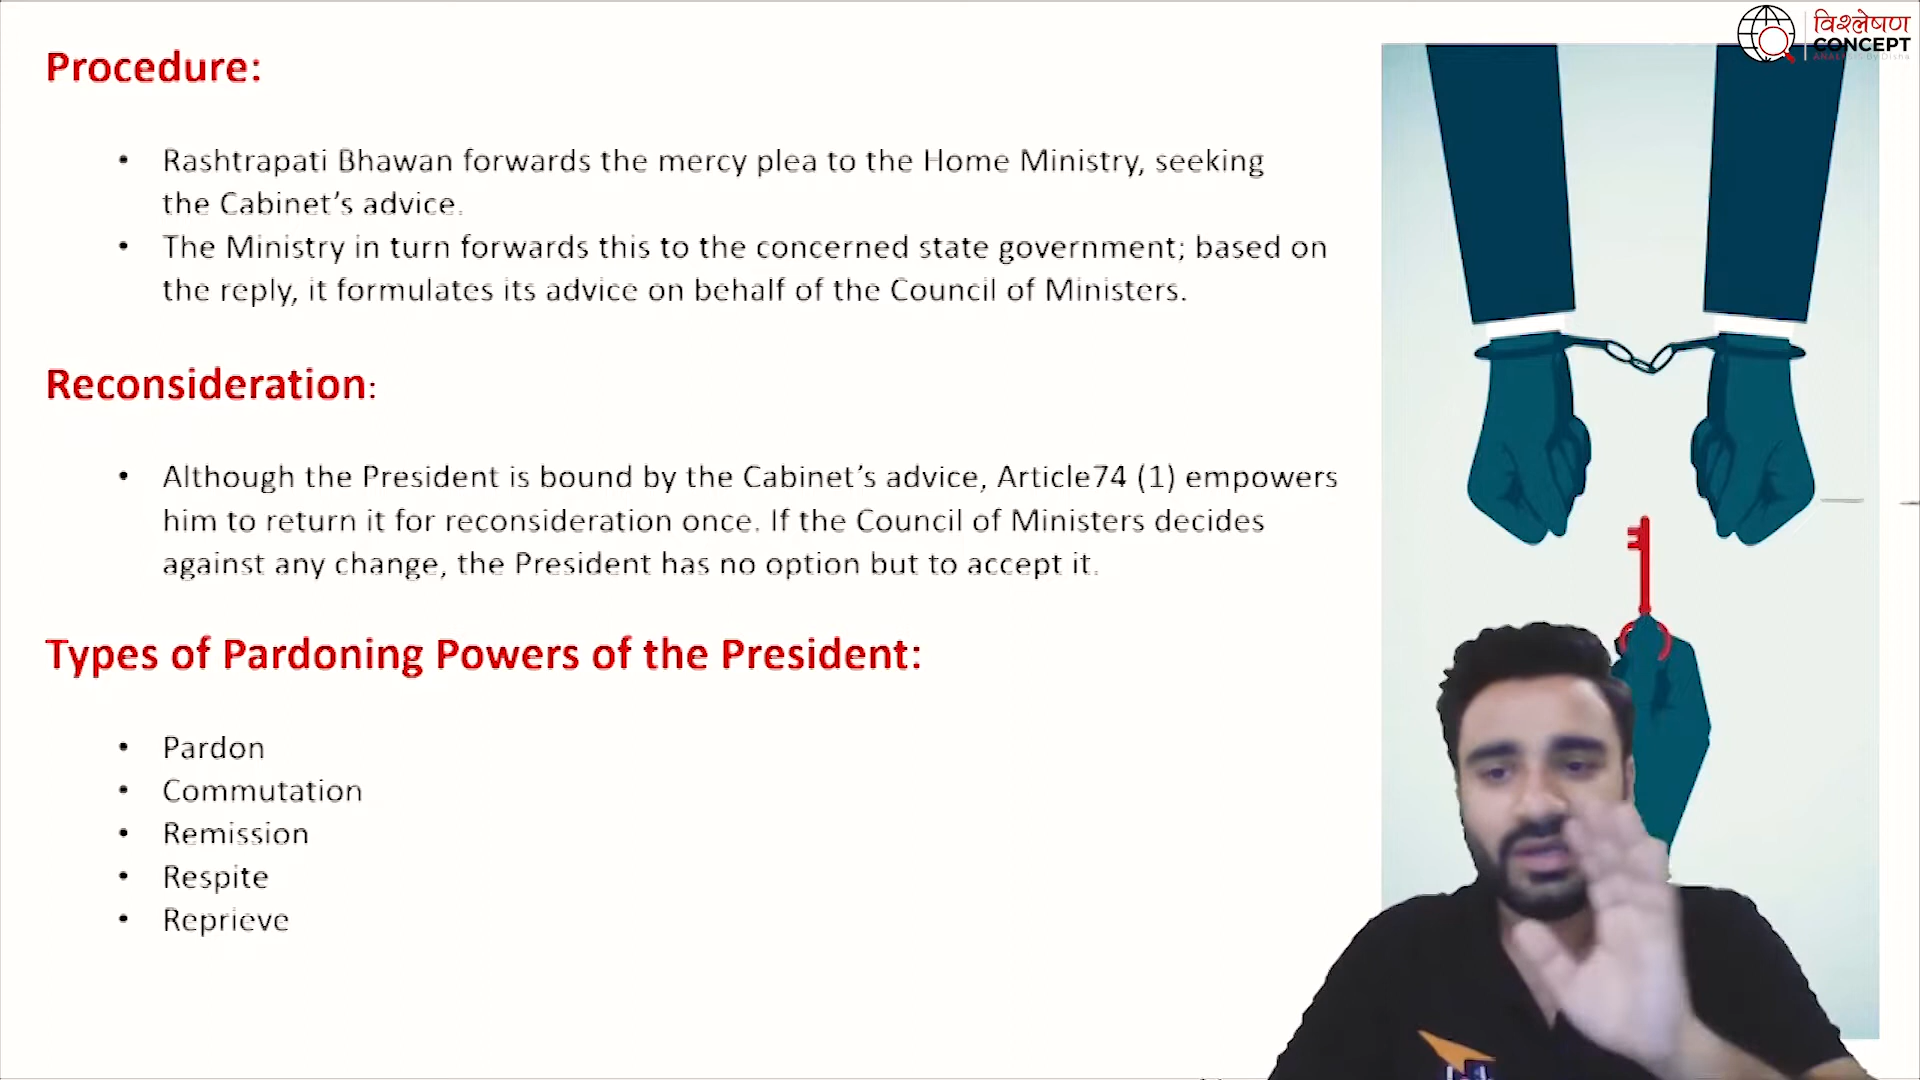 विश्लेषण
CONCEPT
Procedure:
• Rashtrapati Bhawan forwards the mercy plea to the Home Ministry, seeking
the Cabinet’s advice.
• The Ministry in turn forwards this to the concerned state government; based on
the reply, it formulates its advice on behalf of the Council of Ministers.
Reconsideration:
• Although the President is bound by the Cabinet’s advice, Article74 (1) empowers
him to return it for reconsideration once. If the Council of Ministers decides
against any change, the President has no option but to accept it.
Types of Pardoning Powers of the President:
• Pardon
• Commutation
• Remission
• Respite
• Reprieve